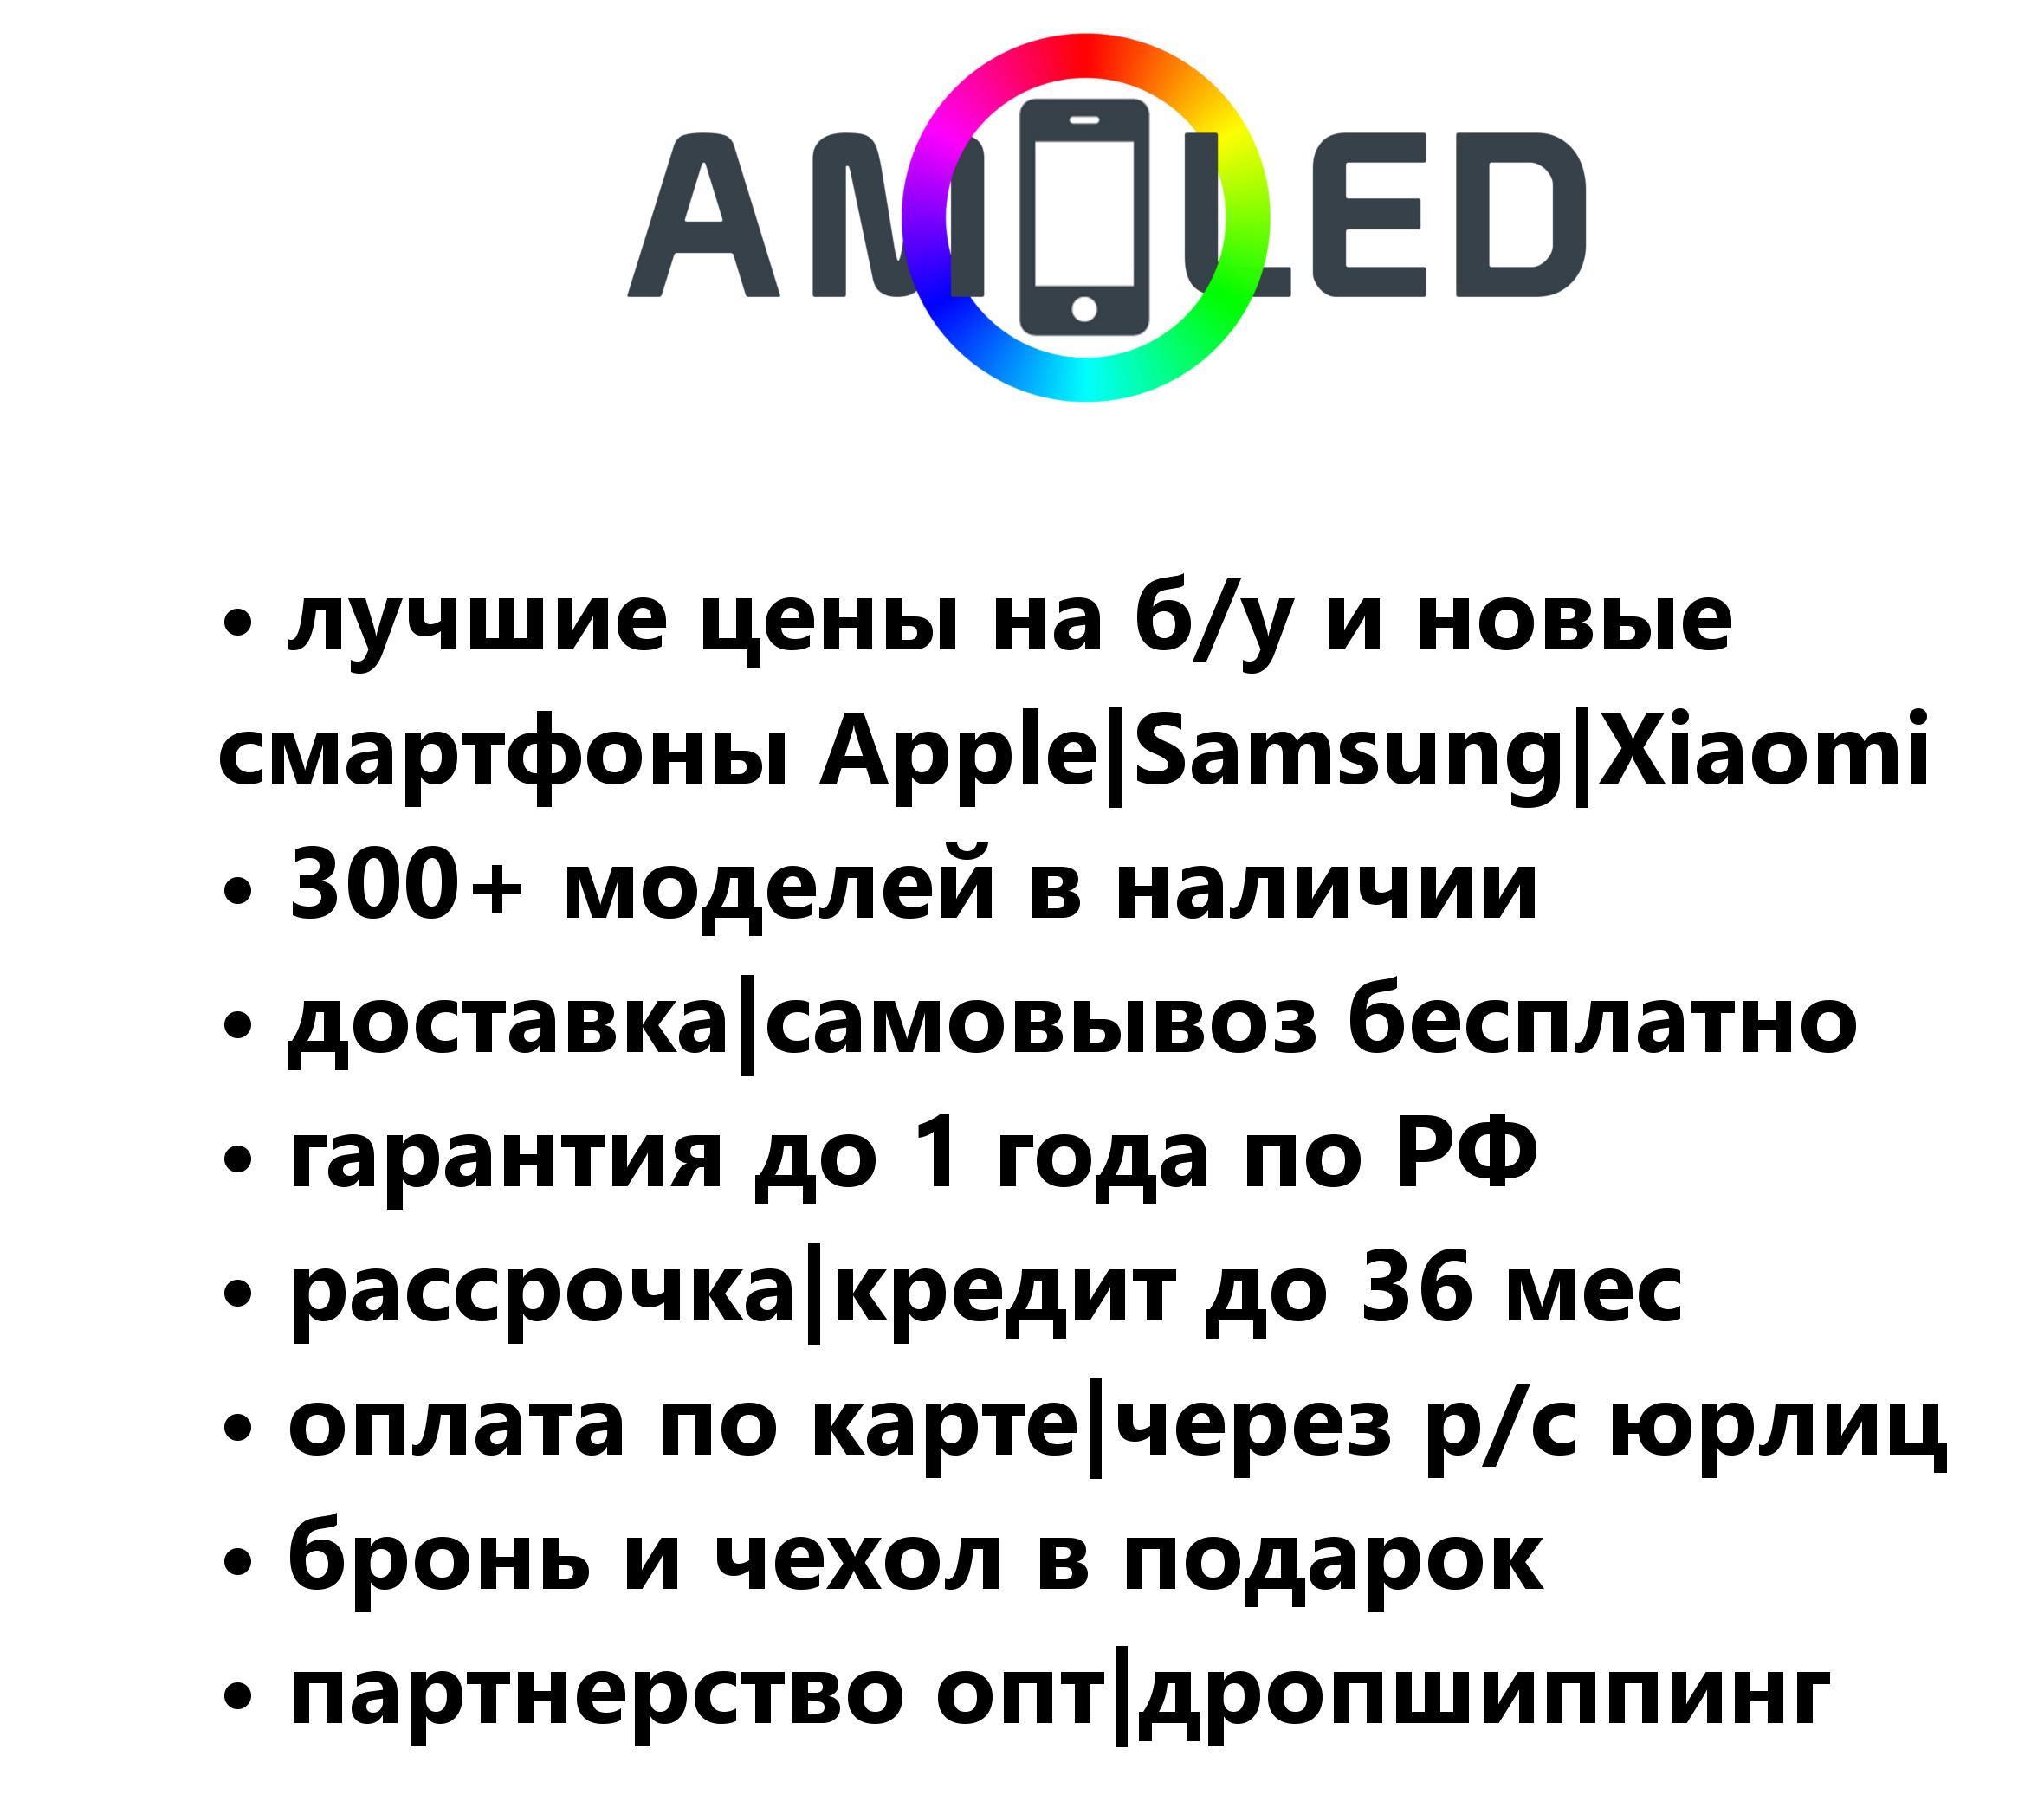 AMOLED
• лучшие цены на б/у и новые
смартфоны Apple|Samsung|Xiaomi
• 300+ моделей в наличии
• доставка|самовывоз бесплатно
• гарантия до 1 года по РФ
• рассрочка|кредит до 36 мес
• оплата по карте|через р/с юрлиц
• бронь и чехол в подарок
• партнерство опт|дропшиппинг